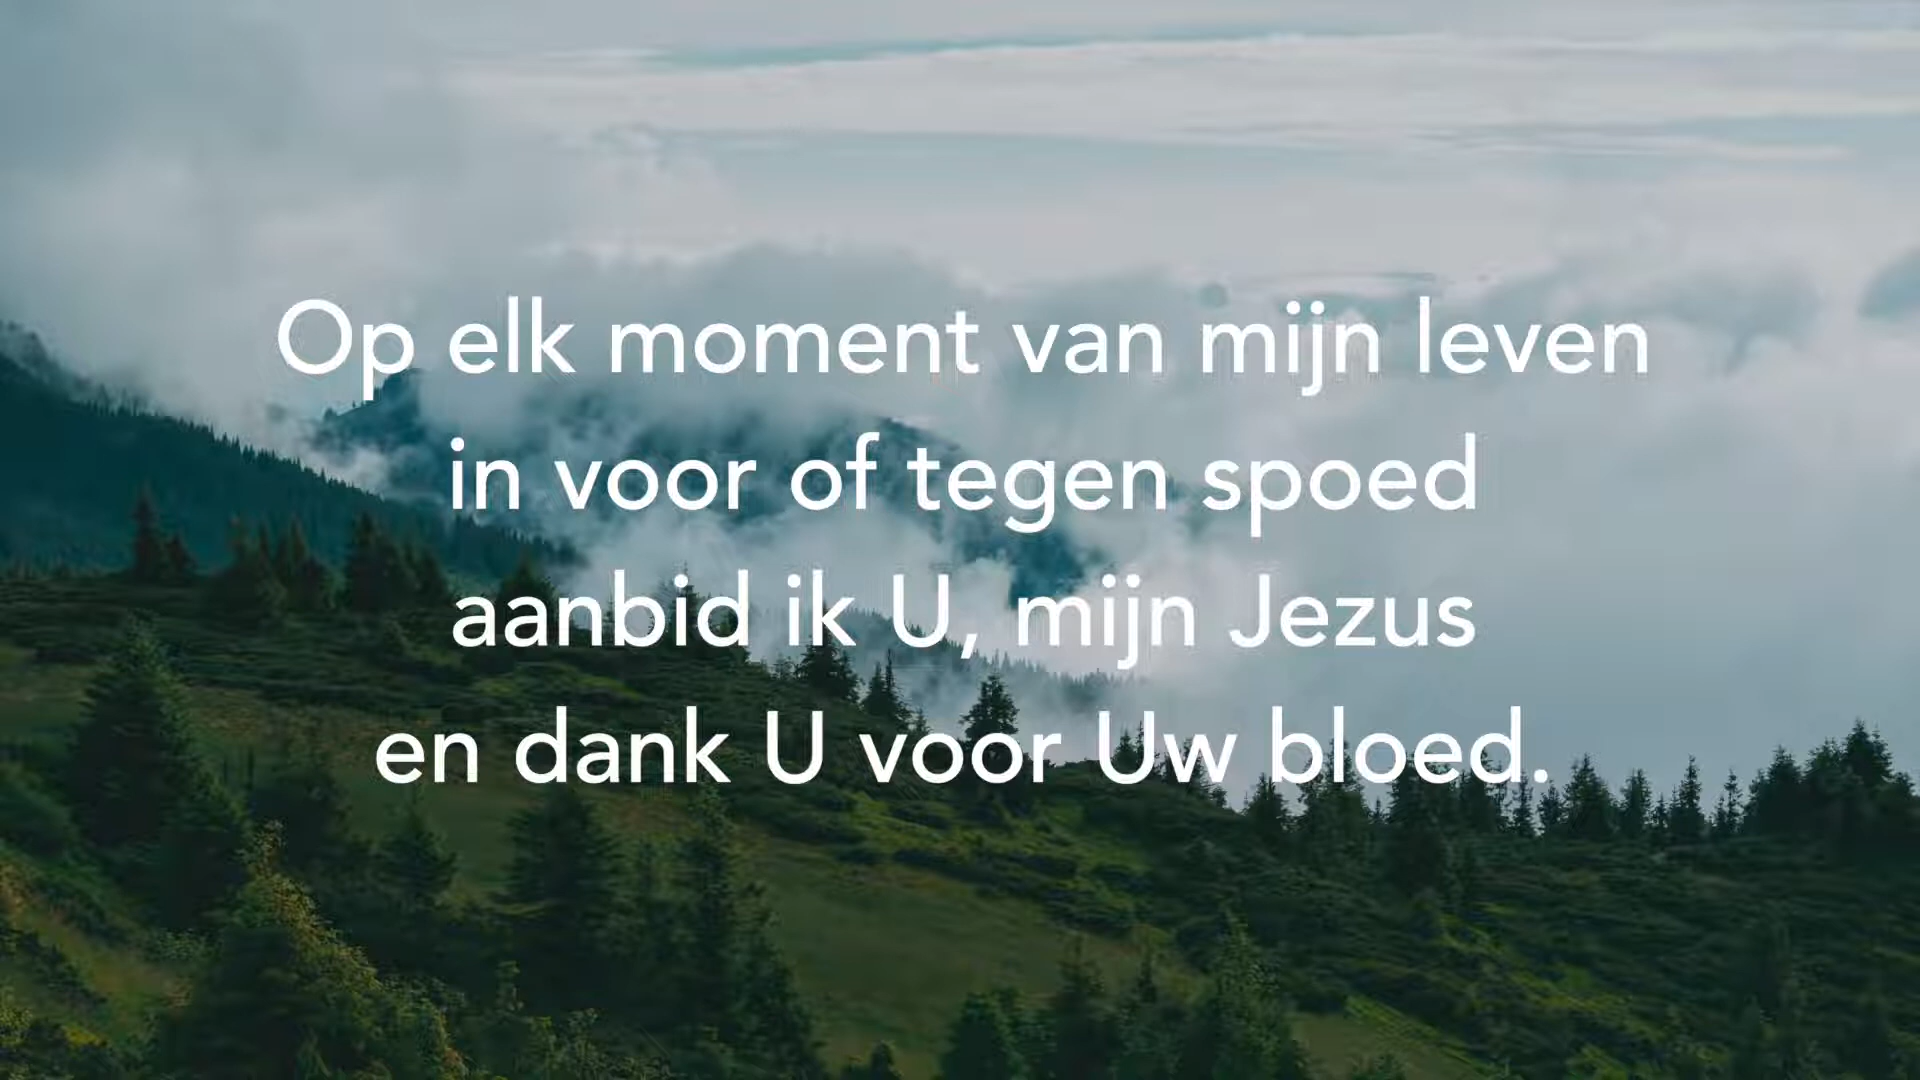 Op elk moment van mijn leven
in voor of tegen spoed
aanbid ik U, mijn Jezus
en dank U voor Uw bloed.